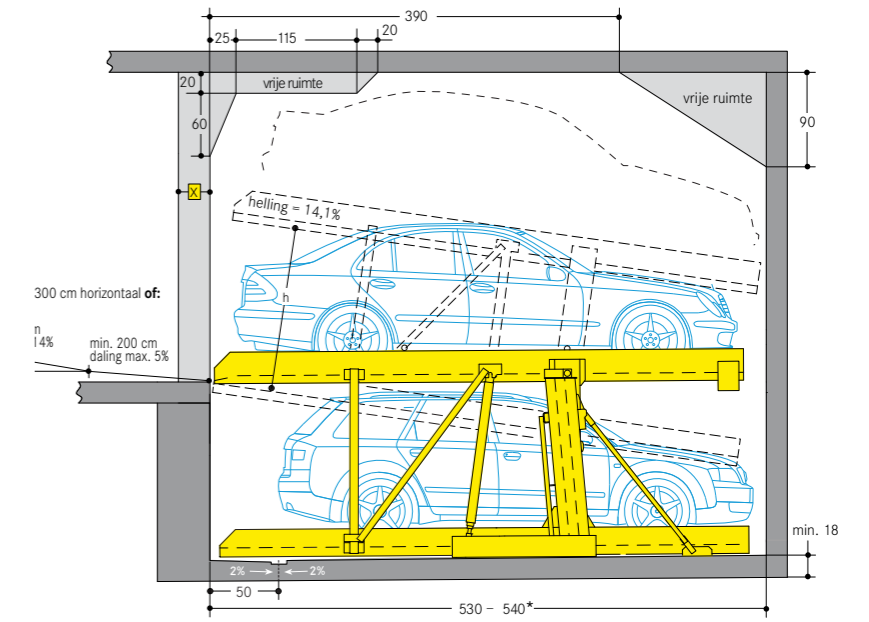 390
25 115 20
20
vrije ruimte
vrije ruimte
60
90
X
helling = 14,1%
h
300 cm horizontaal of:
n
14%
min. 200 cm
daling max. 5%
min. 18
2% 2%
50
530 – 540*